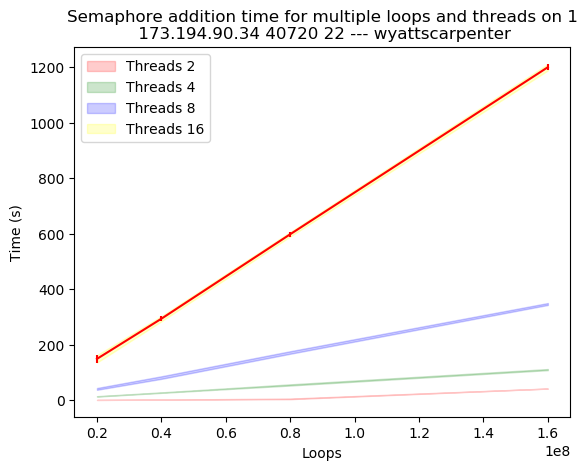 Semaphore addition time for multiple loops and threads on 1
173.194.90.34 40720 22 --- wyattscarpenter
Threads 2
Threads 4
Threads 8
Threads 16
1200
1000
800
600
400
200
0
Time (s)
0.2 0.4 0.6 0.8 1.0 1.2 1.4 1.6
1e8
Loops